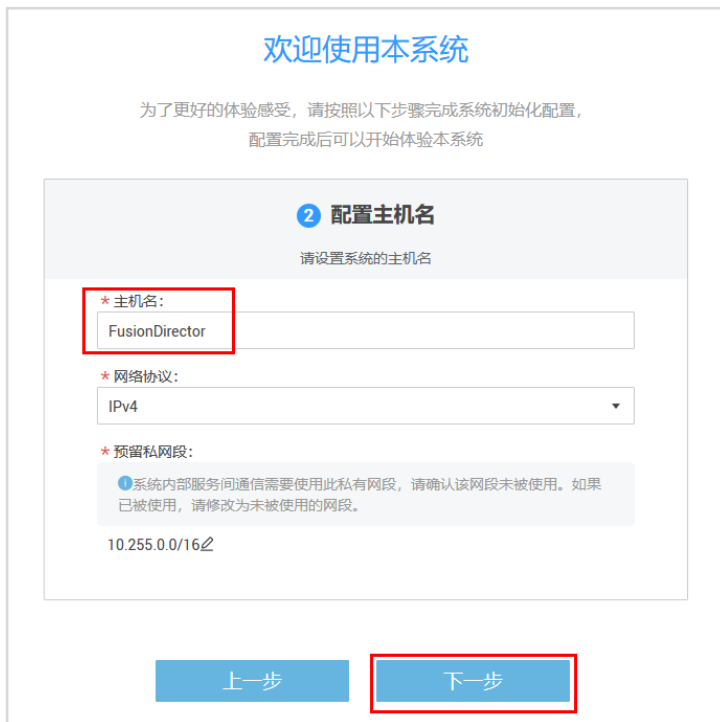 欢迎使用本系统
为了更好的体验感受，请按照以下步骤完成系统初始化配置，
配置完成后可以开始体验本系统
2 配置主机名
请设置系统的主机名
* 主机名：
FusionDirector
* 网络协议：
IPv4
* 预留私网段：
系统内部服务间通信需要使用此私有网段，请确认该网段未被使用。如果
已被使用，请修改为未被使用的网段。
10.255.0.0/16
上一步 下一步